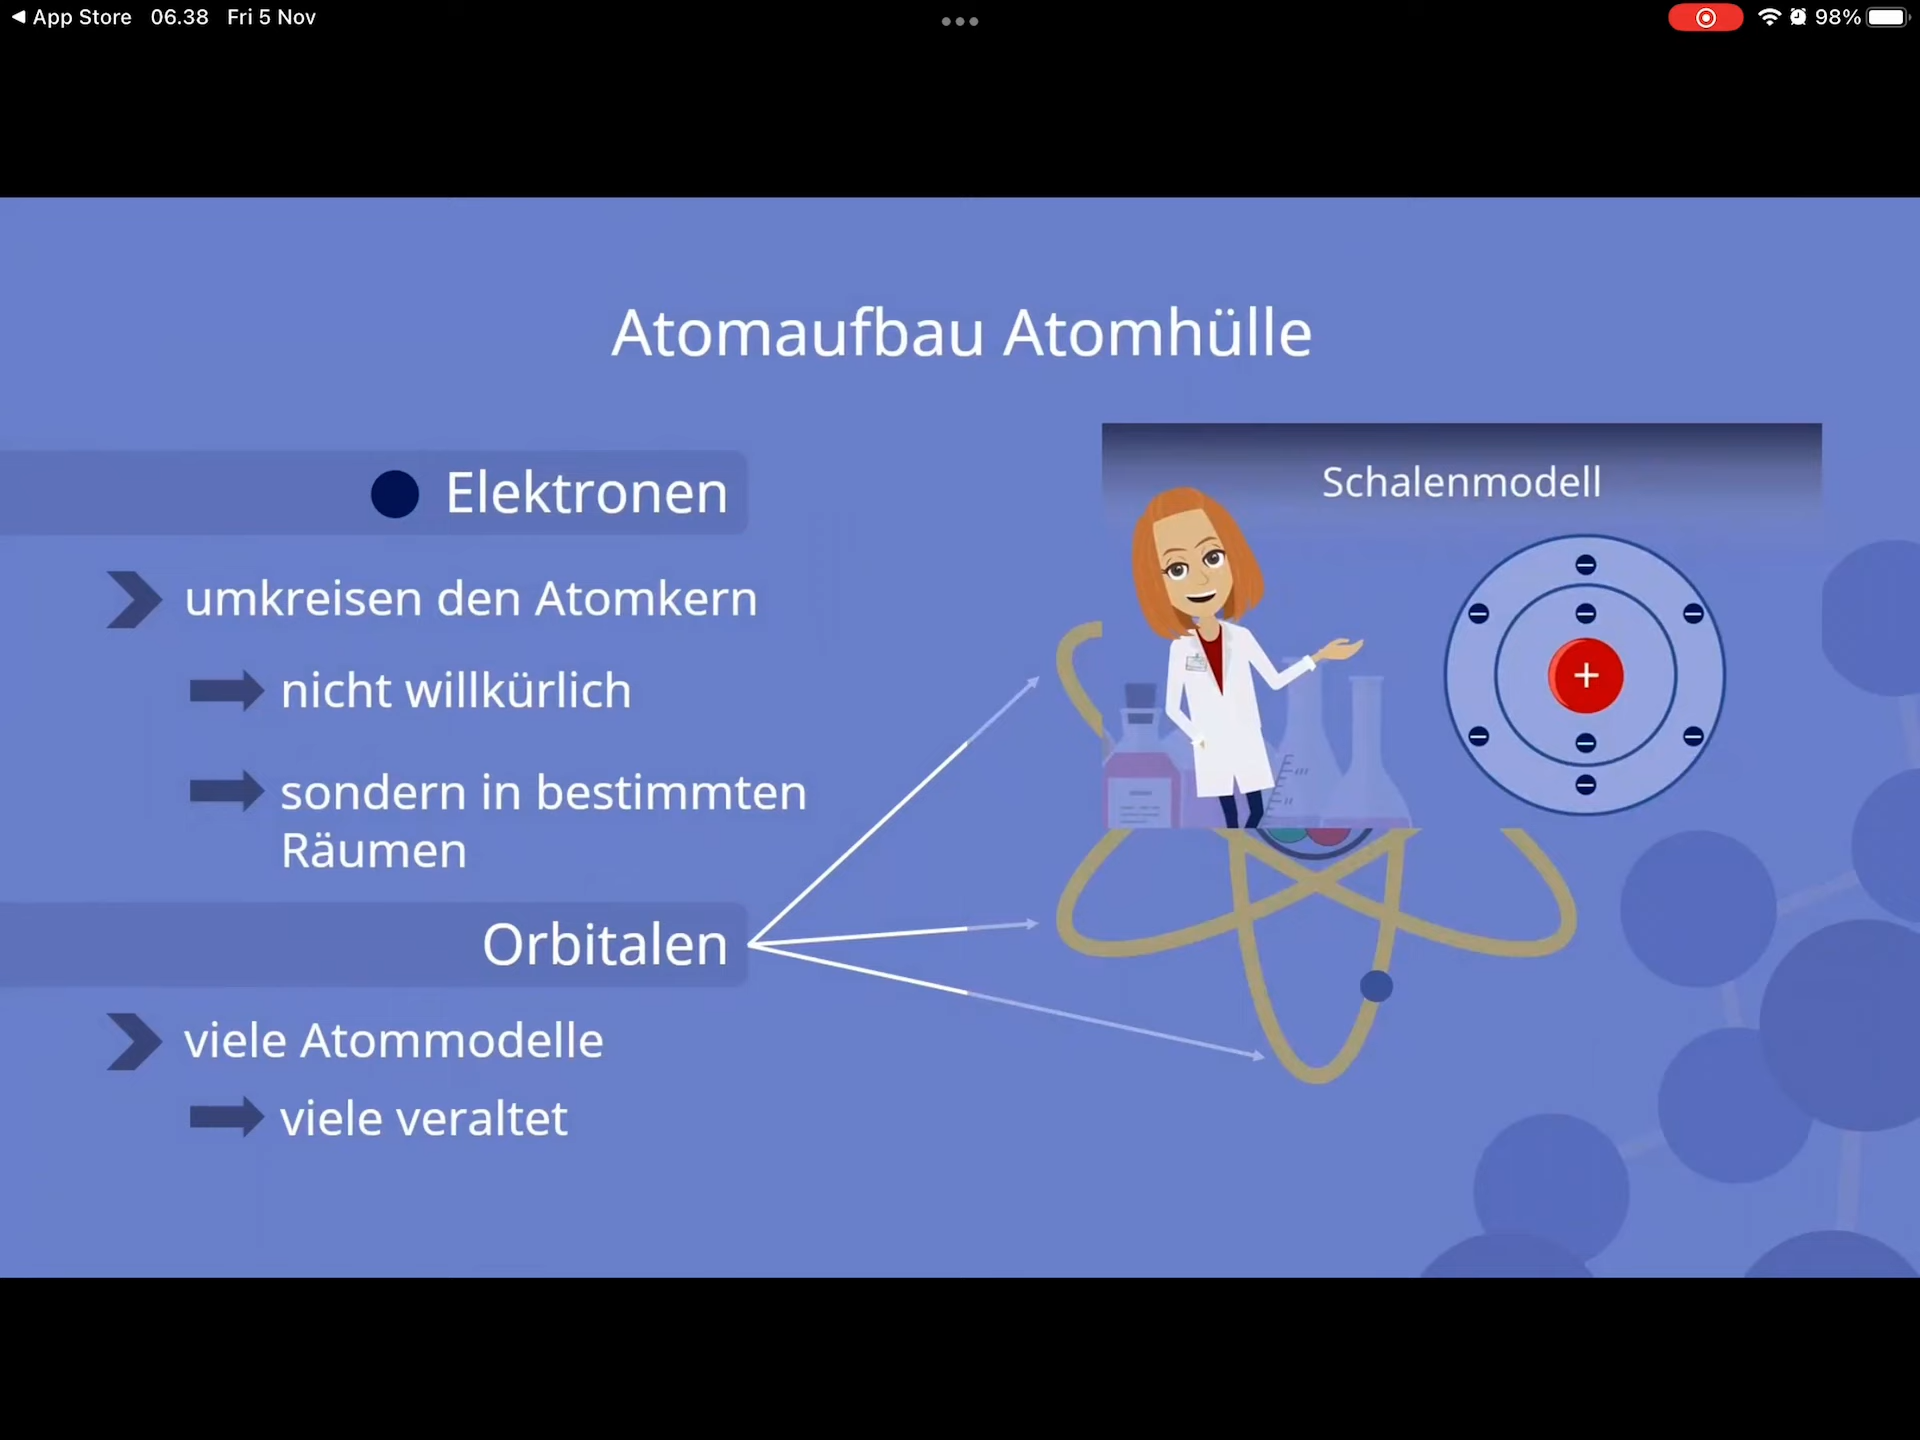 App Store 06.38 Fri 5 Nov 98%
Atomaufbau Atomhülle
Elektronen
umkreisen den Atomkern
nicht willkürlich
sondern in bestimmten
Räumen
Orbitalen
viele Atommodelle
viele veraltet
Schalenmodell
+